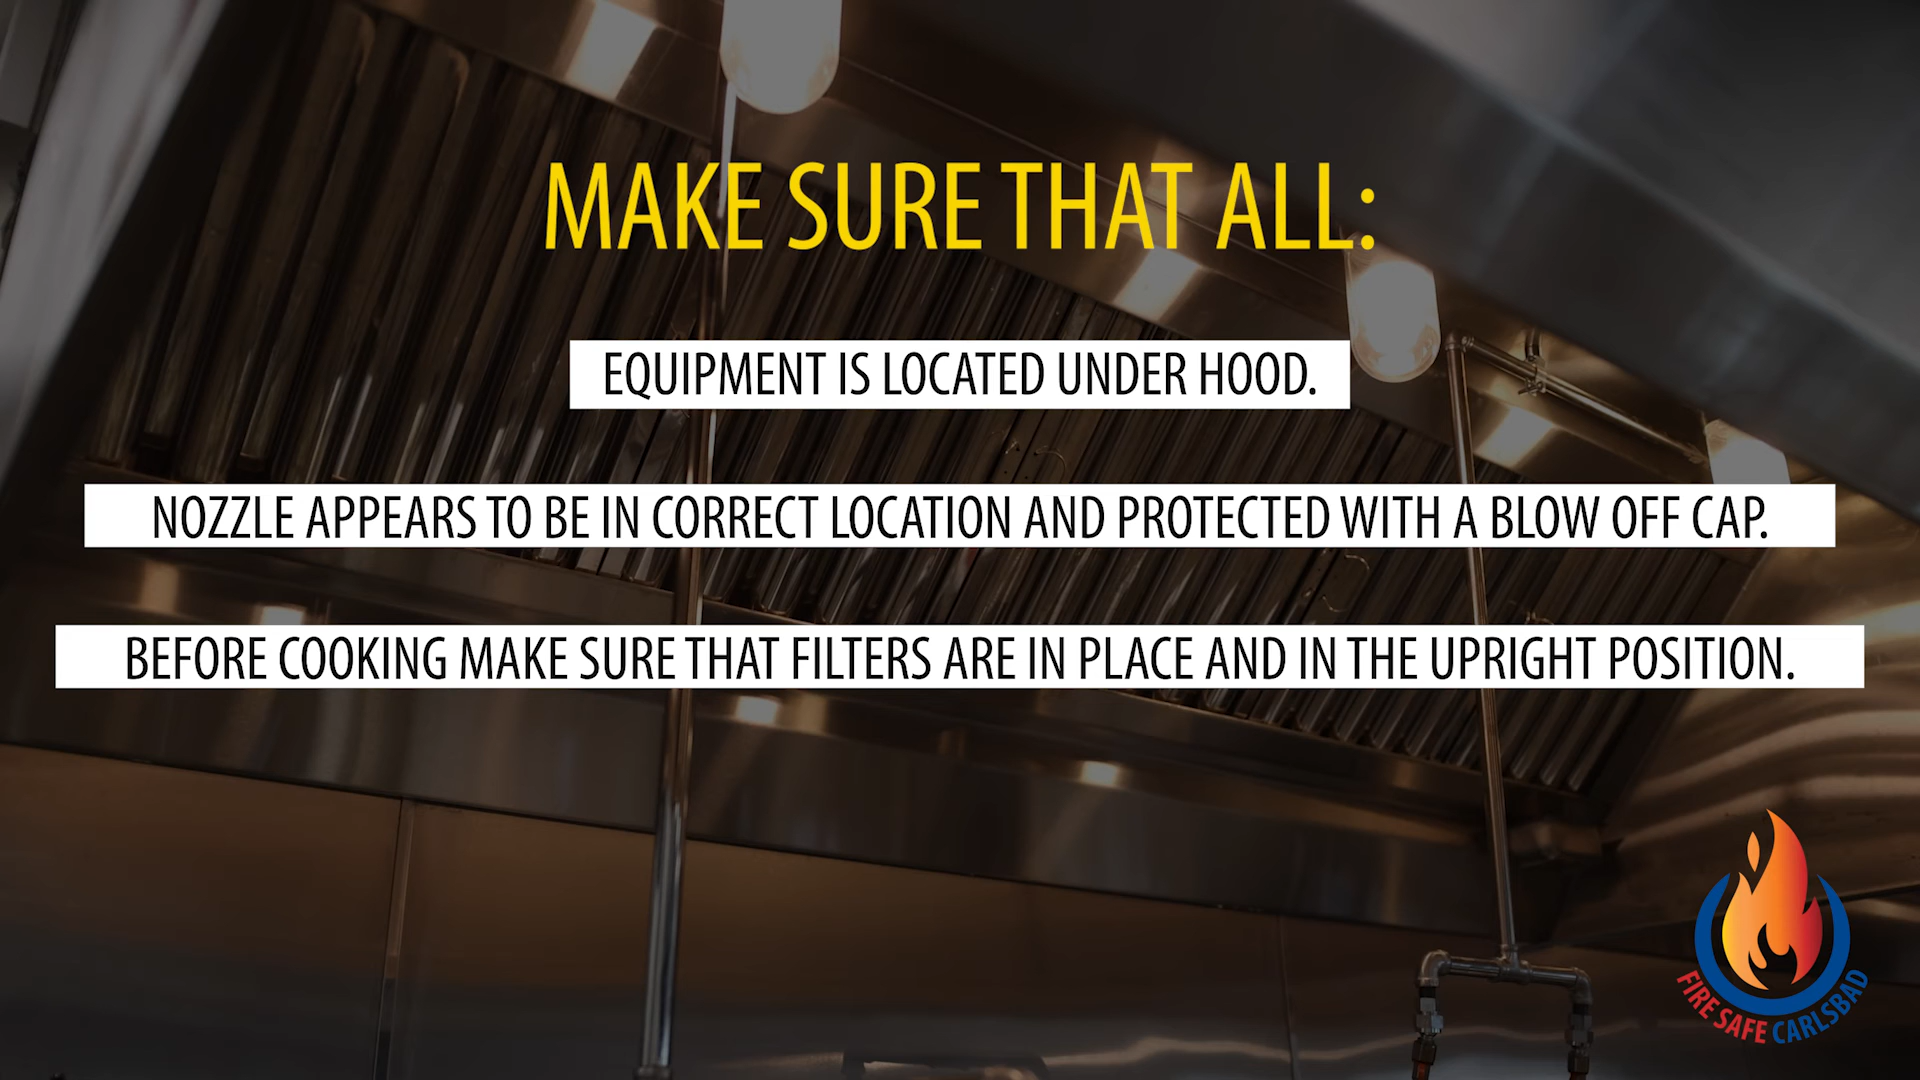 MAKE SURE THAT ALL:
EQUIPMENT IS LOCATED UNDER HOOD.
NOZZLE APPEARS TO BE IN CORRECT LOCATION AND PROTECTED WITH A BLOW OFF CAP.
BEFORE COOKING MAKE SURE THAT FILTERS ARE IN PLACE AND IN THE UPRIGHT POSITION.
FIRE SAFE CARLSBAD